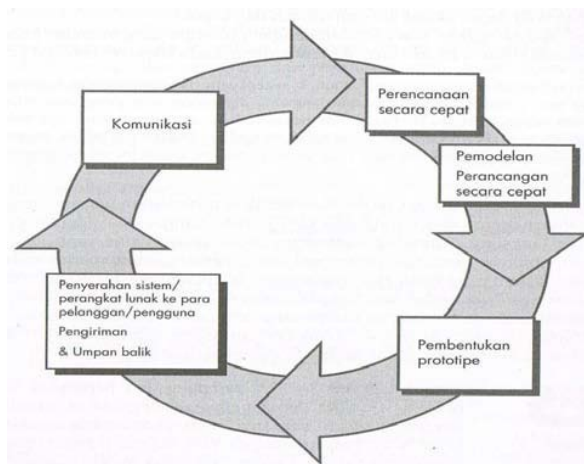 Komunikasi
Perencanaan
secara cepat
Pemodelan
Perancangan
secara cepat
Pembentukan
prototipe
Penyerahan sistem/
perangkat lunak ke para
pelanggan/pengguna
Pengiriman
& Umpan balik